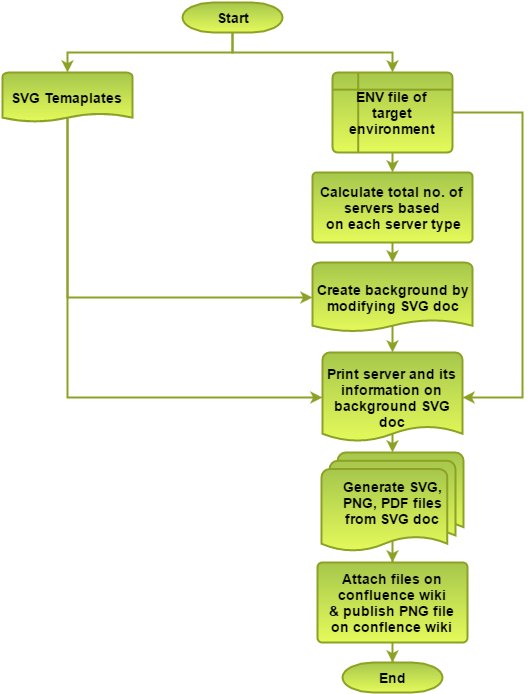 Start
SVG Temaplates
ENV file of
target
environment
Calculate total no. of
servers based
on each server type
Create background by
modifying SVG doc
Print server and its
information on
background SVG
doc
Generate SVG,
PNG, PDF files
from SVG doc
Attach files on
confluence wiki
& publish PNG file
on conflence wiki
End